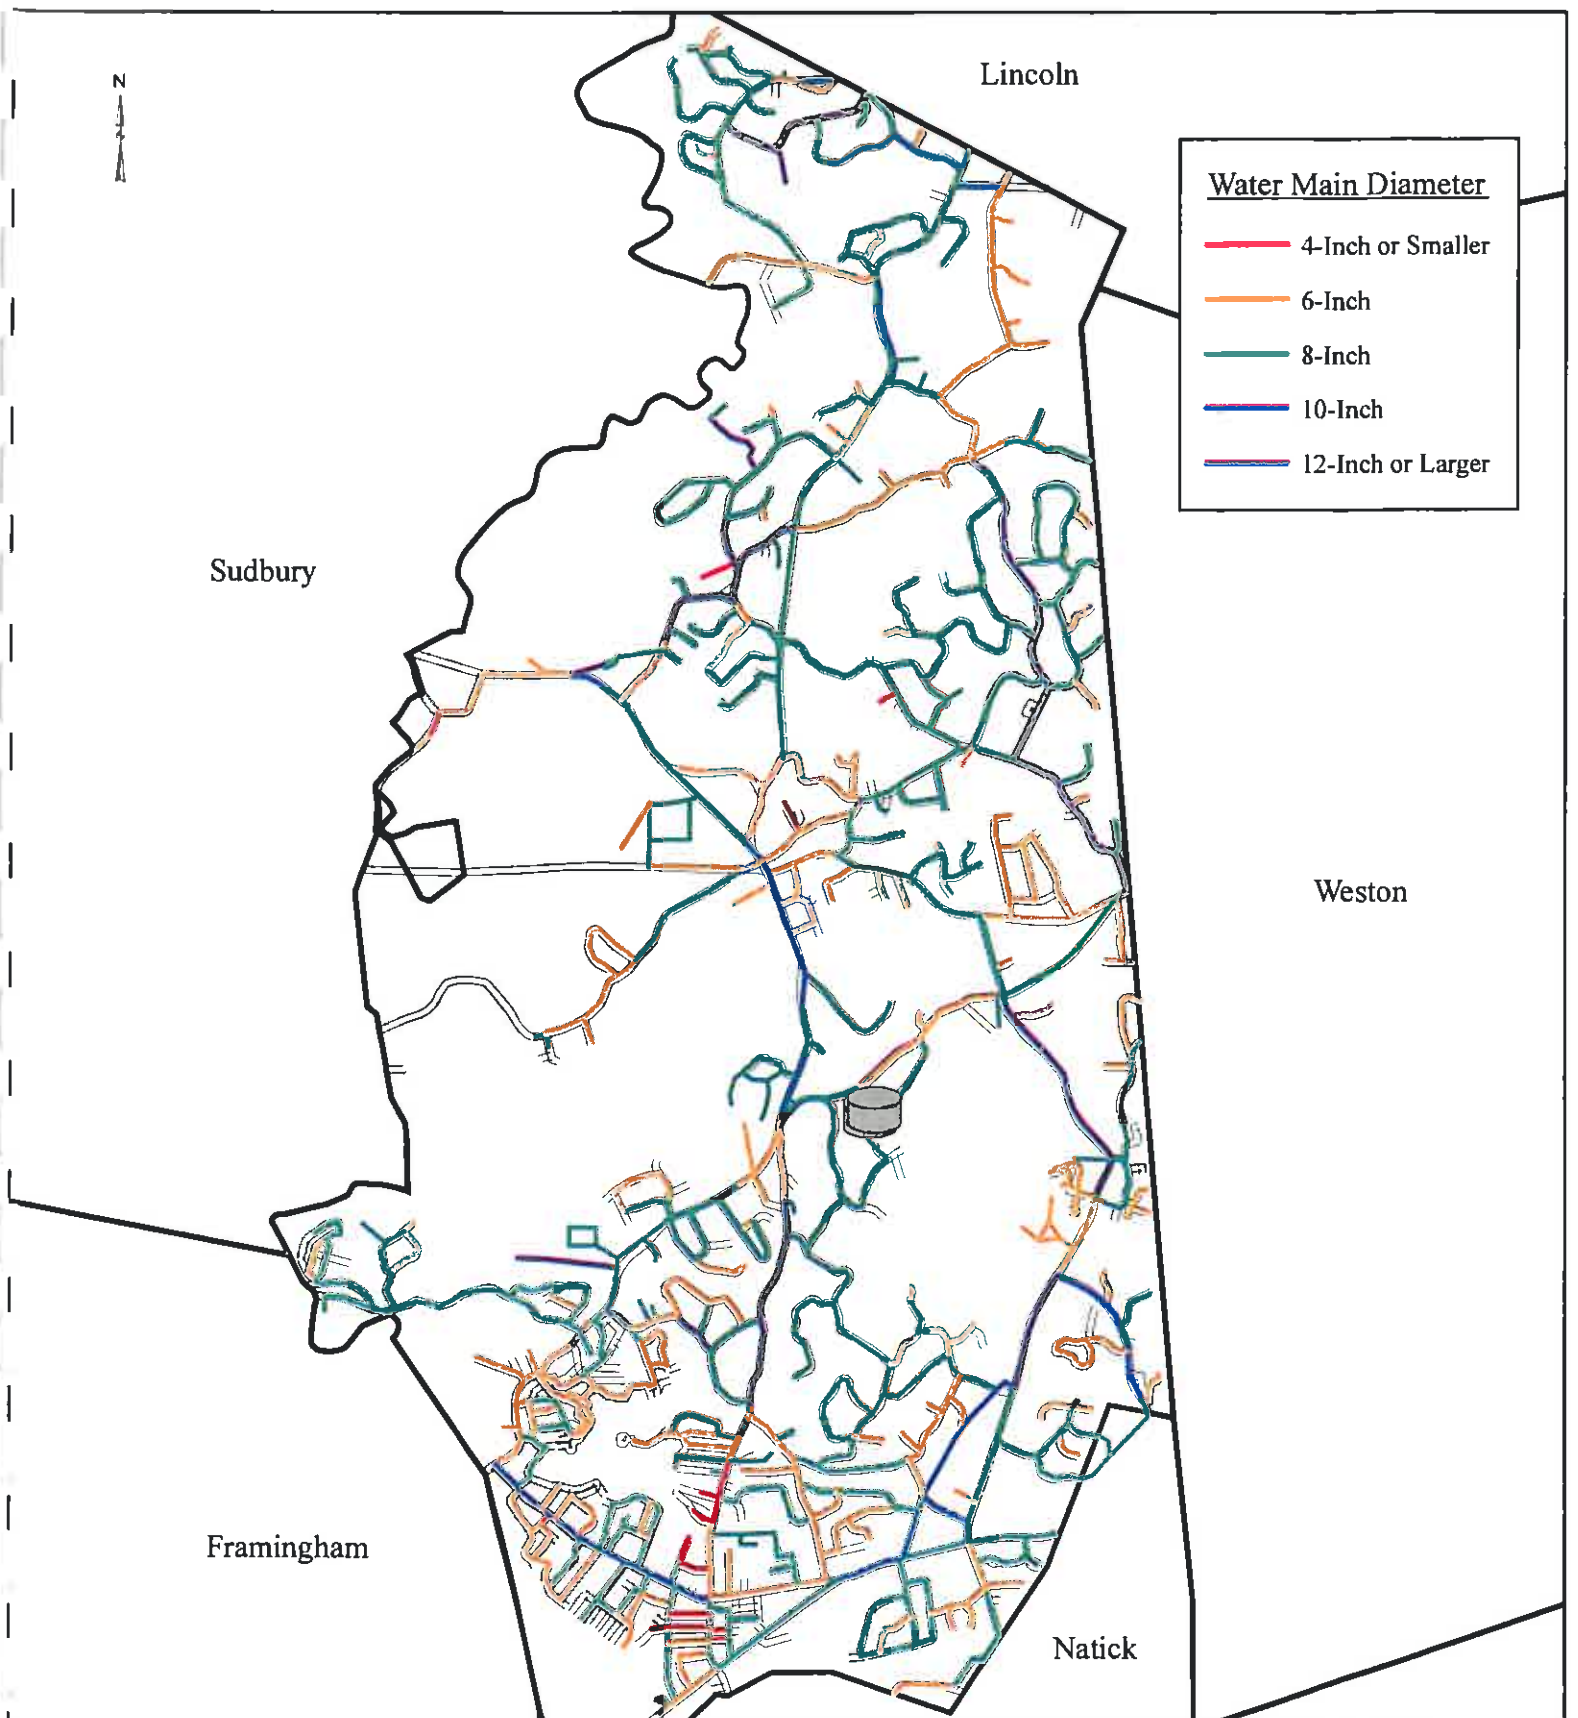 N
Lincoln
Water Main Diameter
4-Inch or Smaller
6-Inch
8-Inch
10-Inch
12-Inch or Larger
Sudbury
Weston
Framingham
Natick